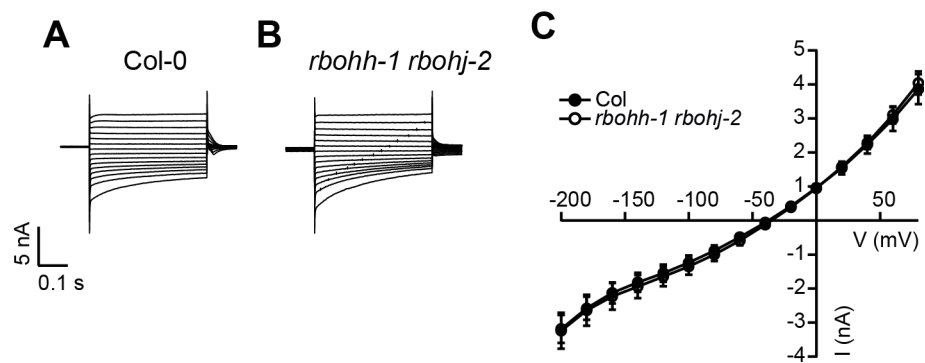 A
Col-0
B
rbohh-1 rbohj-2
5 nA
0.1 s
C
Col
rbohh-1 rbohj-2
5
4
3
2
1
-200 -150 -100 -50 50
V (mV)
-1
-2
-3
-4
I (nA)